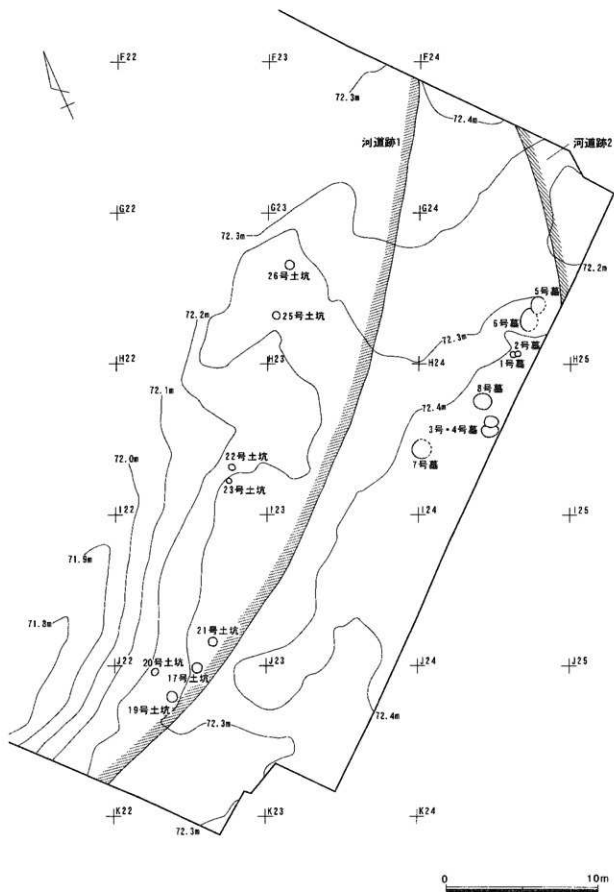 F22
F23
F24
72.3m
72.4m
河道跡1
河道跡2
G22
G23
G24
72.3m
72.2m
26号土坑
5号墓
25号土坑
6号墓
72.2m
72.3m
2号墓
H22
H23
H24
1号墓
H25
72.1m
8号墓
72.4m
3号・4号墓
22号土坑
7号墓
72.0m
23号土坑
I22
I23
I24
I25
71.9m
71.8m
21号土坑
20号土坑
J22
17号土坑
J23
J24
J25
19号土坑
72.3m
72.4m
K22
K23
K24
72.3m
0
10m